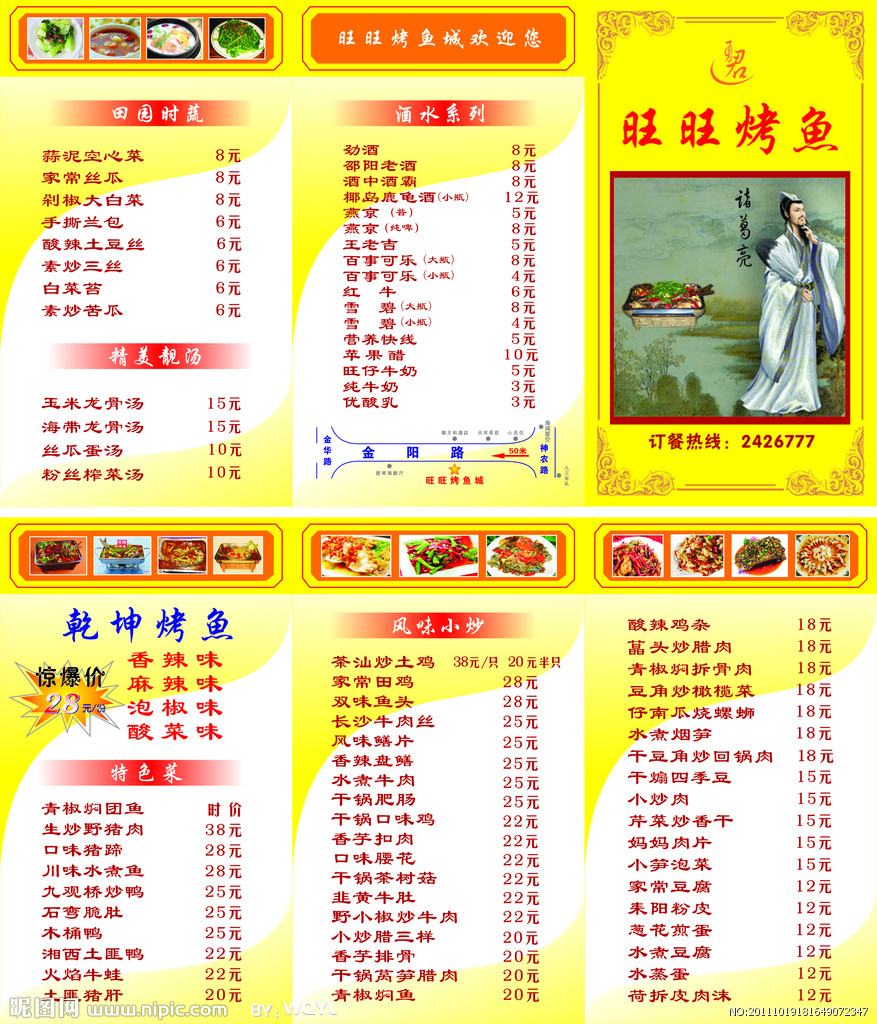 旺旺烤鱼城欢迎您
田园时蔬
蒜泥空心菜 8元
家常丝瓜 8元
剁椒大白菜 8元
手撕兰包 6元
酸辣土豆丝 6元
素炒三丝 6元
白菜苔 6元
素炒苦瓜 6元
精美靓汤
玉米龙骨汤 15元
海带龙骨汤 15元
丝瓜蛋汤 10元
粉丝榨菜汤 10元
酒水系列
劲酒 8元
邵阳老酒 8元
酒中酒霸 8元
椰岛鹿龟酒(小瓶) 12元
燕京(普) 5元
燕京(纯啤) 8元
王老吉 5元
百事可乐(大瓶) 8元
百事可乐(小瓶) 4元
红 牛 6元
雪 碧(大瓶) 8元
雪 碧(小瓶) 4元
营养快线 5元
苹果醋 10元
旺仔牛奶 5元
纯牛奶 3元
优酸乳 3元
金华路
金阳路
50米
神农路
旺旺烤鱼城
君
旺旺烤鱼
诸葛亮
订餐热线：2426777
乾坤烤鱼
惊爆价
28元/份
香辣味
麻辣味
泡椒味
酸菜味
特色菜
青椒焖团鱼 时价
生炒野猪肉 38元
口味猪蹄 28元
川味水煮鱼 28元
九观桥炒鸭 25元
石弯脆肚 25元
木桶鸭 25元
湘西土匪鸭 22元
火焰牛蛙 22元
土匪猪肝 20元
风味小炒
茶油炒土鸡 38元/只 20元半只
家常田鸡 28元
双味鱼头 28元
长沙牛肉丝 25元
风味鳝片 25元
香辣盘鳝 25元
水煮牛肉 25元
干锅肥肠 25元
干锅口味鸡 22元
香芋扣肉 22元
口味腰花 22元
干锅茶树菇 22元
韭黄牛肚 22元
野小椒炒牛肉 22元
小炒腊三样 20元
香芋排骨 20元
干锅莴笋腊肉 20元
青椒焖鱼 20元
酸辣鸡杂 18元
藠头炒腊肉 18元
青椒焖拆骨肉 18元
豆角炒橄榄菜 18元
仔南瓜烧螺蛳 18元
水煮烟笋 18元
干豆角炒回锅肉 18元
干煸四季豆 15元
小炒肉 15元
芹菜炒香干 15元
妈妈肉片 15元
小笋泡菜 15元
家常豆腐 12元
耒阳粉皮 12元
葱花煎蛋 12元
水煮豆腐 12元
水蒸蛋 12元
荷折皮肉沫 12元
昵图网 www.nipic.com BY：WQYL
NO:20111019181649072347